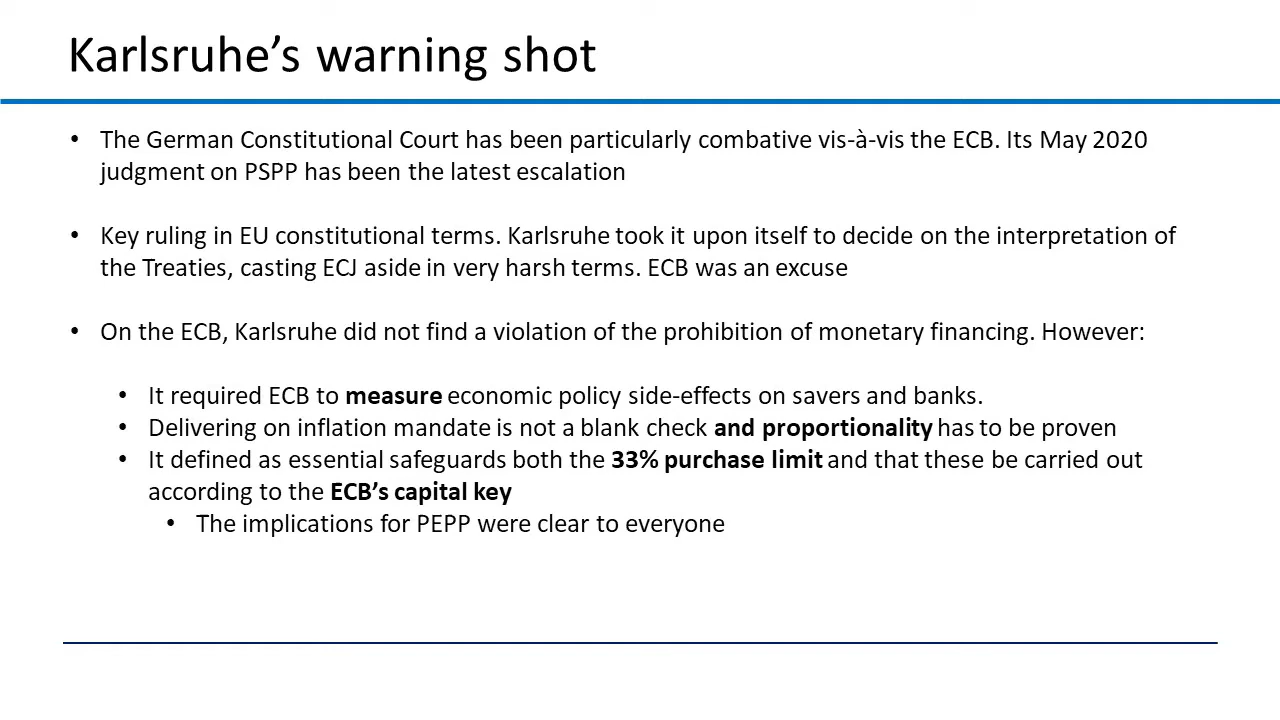 Karlsruhe’s warning shot
• The German Constitutional Court has been particularly combative vis-à-vis the ECB. Its May 2020
judgment on PSPP has been the latest escalation
• Key ruling in EU constitutional terms. Karlsruhe took it upon itself to decide on the interpretation of
the Treaties, casting ECJ aside in very harsh terms. ECB was an excuse
• On the ECB, Karlsruhe did not find a violation of the prohibition of monetary financing. However:
• It required ECB to measure economic policy side-effects on savers and banks.
• Delivering on inflation mandate is not a blank check and proportionality has to be proven
• It defined as essential safeguards both the 33% purchase limit and that these be carried out
according to the ECB’s capital key
• The implications for PEPP were clear to everyone